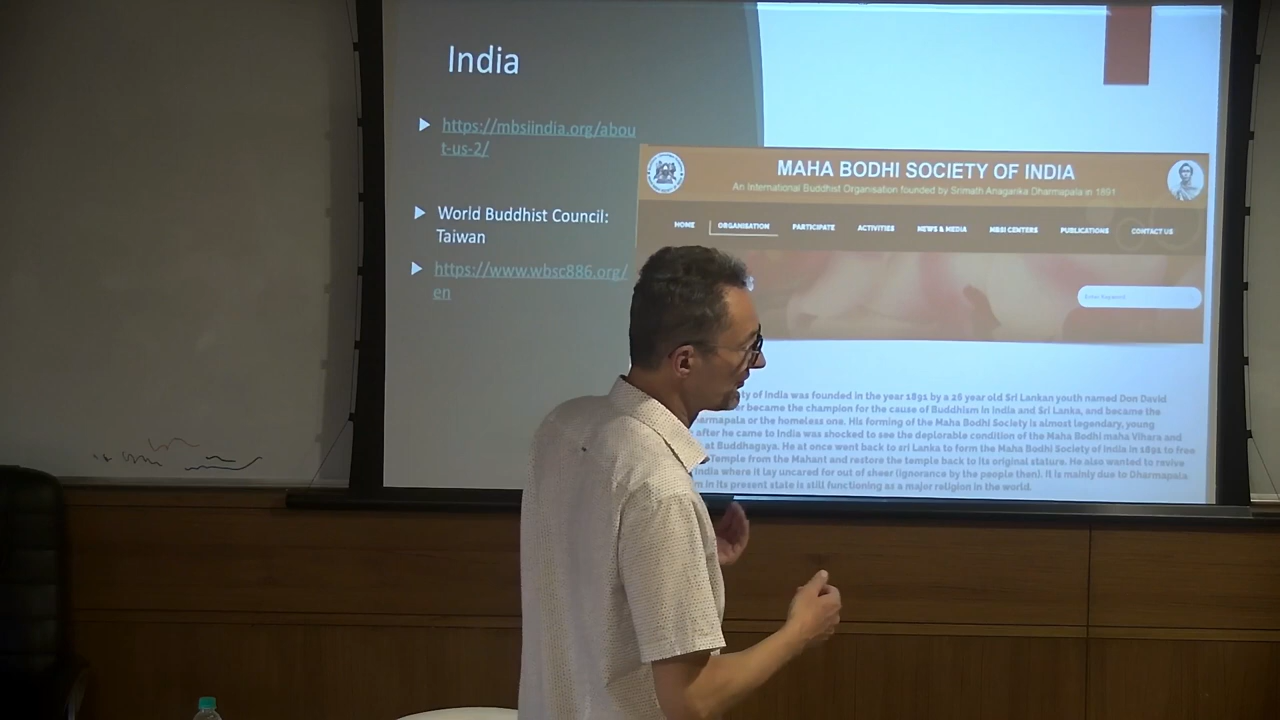 India
https://mbsiindia.org/abou
t-us-2/
World Buddhist Council:
Taiwan
https://www.wbsc886.org/
en
MAHA BODHI SOCIETY OF INDIA
An International Buddhist Organisation founded by Srimath Anagarika Dharmapala in 1891
HOME ORGANISATION PARTICIPATE ACTIVITIES NEWS & MEDIA MBSI CENTERS PUBLICATIONS CONTACT US
Enter Keyword
ty of India was founded in the year 1891 by a 26 year old Sri Lankan youth named Don David
er became the champion for the cause of Buddhism in India and Sri Lanka, and became the
armapala or the homeless one. His forming of the Maha Bodhi Society is almost legendary, young
after he came to India was shocked to see the deplorable condition of the Maha Bodhi maha Vihara and
at Buddhagaya. He at once went back to sri Lanka to form the Maha Bodhi Society of India in 1891 to free
Temple from the Mahant and restore the temple back to its original stature. He also wanted to revive
India where it lay uncared for out of sheer (ignorance by the people then). It is mainly due to Dharmapala
m in its present state is still functioning as a major religion in the world.